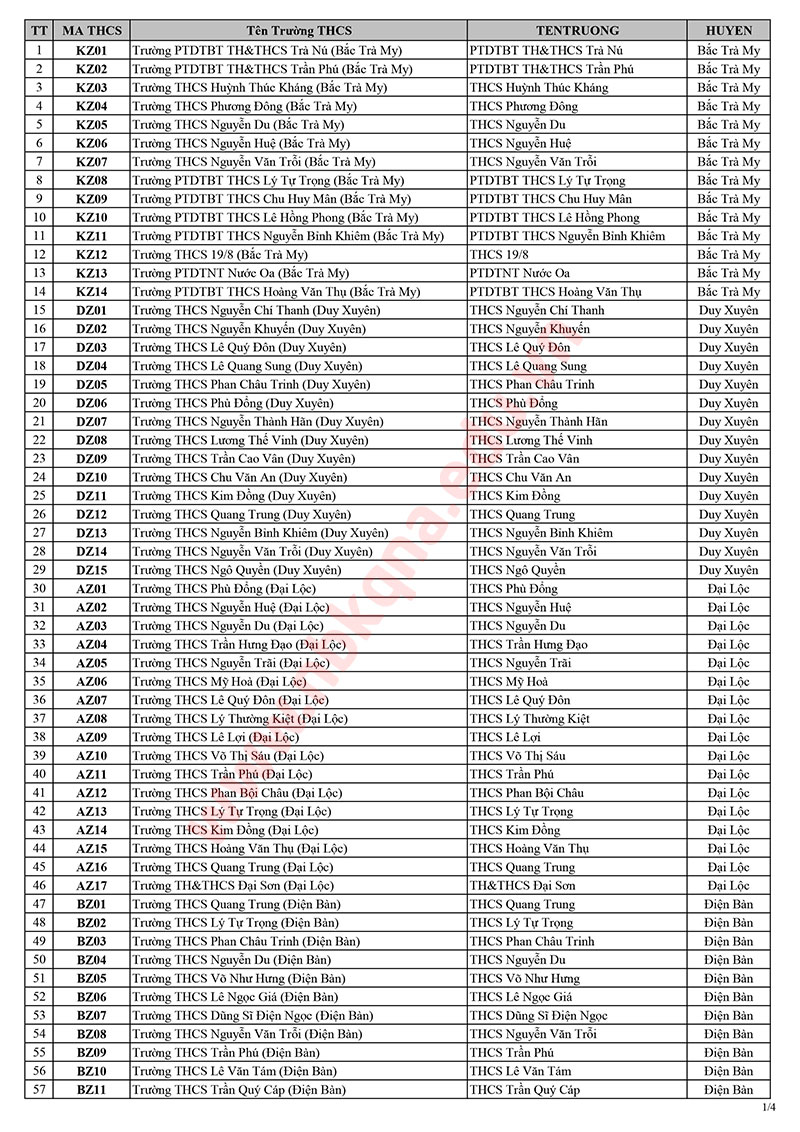 TT MA THCS Tên Trường THCS TENTRUONG HUYEN
1 KZ01 Trường PTDTBT TH&THCS Trà Nú (Bắc Trà My) PTDTBT TH&THCS Trà Nú Bắc Trà My
2 KZ02 Trường PTDTBT TH&THCS Trần Phú (Bắc Trà My) PTDTBT TH&THCS Trần Phú Bắc Trà My
3 KZ03 Trường THCS Huỳnh Thúc Kháng (Bắc Trà My) THCS Huỳnh Thúc Kháng Bắc Trà My
4 KZ04 Trường THCS Phương Đông (Bắc Trà My) THCS Phương Đông Bắc Trà My
5 KZ05 Trường THCS Nguyễn Du (Bắc Trà My) THCS Nguyễn Du Bắc Trà My
6 KZ06 Trường THCS Nguyễn Huệ (Bắc Trà My) THCS Nguyễn Huệ Bắc Trà My
7 KZ07 Trường THCS Nguyễn Văn Trỗi (Bắc Trà My) THCS Nguyễn Văn Trỗi Bắc Trà My
8 KZ08 Trường PTDTBT THCS Lý Tự Trọng (Bắc Trà My) PTDTBT THCS Lý Tự Trọng Bắc Trà My
9 KZ09 Trường PTDTBT THCS Chu Huy Mân (Bắc Trà My) PTDTBT THCS Chu Huy Mân Bắc Trà My
10 KZ10 Trường PTDTBT THCS Lê Hồng Phong (Bắc Trà My) PTDTBT THCS Lê Hồng Phong Bắc Trà My
11 KZ11 Trường PTDTBT THCS Nguyễn Bỉnh Khiêm (Bắc Trà My) PTDTBT THCS Nguyễn Bỉnh Khiêm Bắc Trà My
12 KZ12 Trường THCS 19/8 (Bắc Trà My) THCS 19/8 Bắc Trà My
13 KZ13 Trường PTDTNT Nước Oa (Bắc Trà My) PTDTNT Nước Oa Bắc Trà My
14 KZ14 Trường PTDTBT THCS Hoàng Văn Thụ (Bắc Trà My) PTDTBT THCS Hoàng Văn Thụ Bắc Trà My
15 DZ01 Trường THCS Nguyễn Chí Thanh (Duy Xuyên) THCS Nguyễn Chí Thanh Duy Xuyên
16 DZ02 Trường THCS Nguyễn Khuyến (Duy Xuyên) THCS Nguyễn Khuyến Duy Xuyên
17 DZ03 Trường THCS Lê Quý Đôn (Duy Xuyên) THCS Lê Quý Đôn Duy Xuyên
18 DZ04 Trường THCS Lê Quang Sung (Duy Xuyên) THCS Lê Quang Sung Duy Xuyên
19 DZ05 Trường THCS Phan Châu Trinh (Duy Xuyên) THCS Phan Châu Trinh Duy Xuyên
20 DZ06 Trường THCS Phù Đổng (Duy Xuyên) THCS Phù Đổng Duy Xuyên
21 DZ07 Trường THCS Nguyễn Thành Hãn (Duy Xuyên) THCS Nguyễn Thành Hãn Duy Xuyên
22 DZ08 Trường THCS Lương Thế Vinh (Duy Xuyên) THCS Lương Thế Vinh Duy Xuyên
23 DZ09 Trường THCS Trần Cao Vân (Duy Xuyên) THCS Trần Cao Vân Duy Xuyên
24 DZ10 Trường THCS Chu Văn An (Duy Xuyên) THCS Chu Văn An Duy Xuyên
25 DZ11 Trường THCS Kim Đồng (Duy Xuyên) THCS Kim Đồng Duy Xuyên
26 DZ12 Trường THCS Quang Trung (Duy Xuyên) THCS Quang Trung Duy Xuyên
27 DZ13 Trường THCS Nguyễn Bỉnh Khiêm (Duy Xuyên) THCS Nguyễn Bỉnh Khiêm Duy Xuyên
28 DZ14 Trường THCS Nguyễn Văn Trỗi (Duy Xuyên) THCS Nguyễn Văn Trỗi Duy Xuyên
29 DZ15 Trường THCS Ngô Quyền (Duy Xuyên) THCS Ngô Quyền Duy Xuyên
30 AZ01 Trường THCS Phù Đổng (Đại Lộc) THCS Phù Đổng Đại Lộc
31 AZ02 Trường THCS Nguyễn Huệ (Đại Lộc) THCS Nguyễn Huệ Đại Lộc
32 AZ03 Trường THCS Nguyễn Du (Đại Lộc) THCS Nguyễn Du Đại Lộc
33 AZ04 Trường THCS Trần Hưng Đạo (Đại Lộc) THCS Trần Hưng Đạo Đại Lộc
34 AZ05 Trường THCS Nguyễn Trãi (Đại Lộc) THCS Nguyễn Trãi Đại Lộc
35 AZ06 Trường THCS Mỹ Hoà (Đại Lộc) THCS Mỹ Hoà Đại Lộc
36 AZ07 Trường THCS Lê Quý Đôn (Đại Lộc) THCS Lê Quý Đôn Đại Lộc
37 AZ08 Trường THCS Lý Thường Kiệt (Đại Lộc) THCS Lý Thường Kiệt Đại Lộc
38 AZ09 Trường THCS Lê Lợi (Đại Lộc) THCS Lê Lợi Đại Lộc
39 AZ10 Trường THCS Võ Thị Sáu (Đại Lộc) THCS Võ Thị Sáu Đại Lộc
40 AZ11 Trường THCS Trần Phú (Đại Lộc) THCS Trần Phú Đại Lộc
41 AZ12 Trường THCS Phan Bội Châu (Đại Lộc) THCS Phan Bội Châu Đại Lộc
42 AZ13 Trường THCS Lý Tự Trọng (Đại Lộc) THCS Lý Tự Trọng Đại Lộc
43 AZ14 Trường THCS Kim Đồng (Đại Lộc) THCS Kim Đồng Đại Lộc
44 AZ15 Trường THCS Hoàng Văn Thụ (Đại Lộc) THCS Hoàng Văn Thụ Đại Lộc
45 AZ16 Trường THCS Quang Trung (Đại Lộc) THCS Quang Trung Đại Lộc
46 AZ17 Trường TH&THCS Đại Sơn (Đại Lộc) TH&THCS Đại Sơn Đại Lộc
47 BZ01 Trường THCS Quang Trung (Điện Bàn) THCS Quang Trung Điện Bàn
48 BZ02 Trường THCS Lý Tự Trọng (Điện Bàn) THCS Lý Tự Trọng Điện Bàn
49 BZ03 Trường THCS Phan Châu Trinh (Điện Bàn) THCS Phan Châu Trinh Điện Bàn
50 BZ04 Trường THCS Nguyễn Du (Điện Bàn) THCS Nguyễn Du Điện Bàn
51 BZ05 Trường THCS Võ Như Hưng (Điện Bàn) THCS Võ Như Hưng Điện Bàn
52 BZ06 Trường THCS Lê Ngọc Giá (Điện Bàn) THCS Lê Ngọc Giá Điện Bàn
53 BZ07 Trường THCS Dũng Sĩ Điện Ngọc (Điện Bàn) THCS Dũng Sĩ Điện Ngọc Điện Bàn
54 BZ08 Trường THCS Nguyễn Văn Trỗi (Điện Bàn) THCS Nguyễn Văn Trỗi Điện Bàn
55 BZ09 Trường THCS Trần Phú (Điện Bàn) THCS Trần Phú Điện Bàn
56 BZ10 Trường THCS Lê Văn Tám (Điện Bàn) THCS Lê Văn Tám Điện Bàn
57 BZ11 Trường THCS Trần Quý Cáp (Điện Bàn) THCS Trần Quý Cáp Điện Bàn
www.nbkqna.edu.vn
1/4